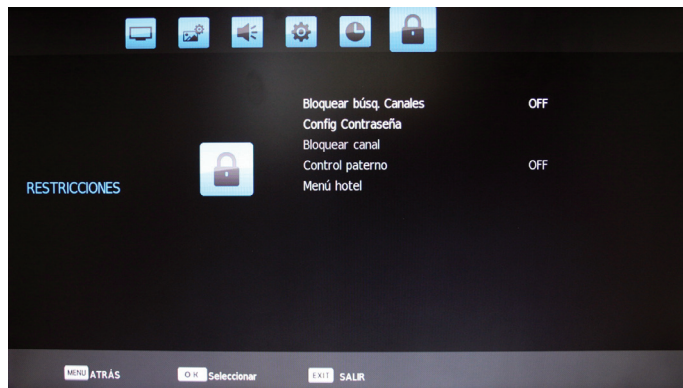 Bloquear búsq. Canales OFF
Config Contraseña
Bloquear canal
Control paterno OFF
RESTRICCIONES
Menú hotel
MENU ATRÁS OK Seleccionar EXIT SALIR